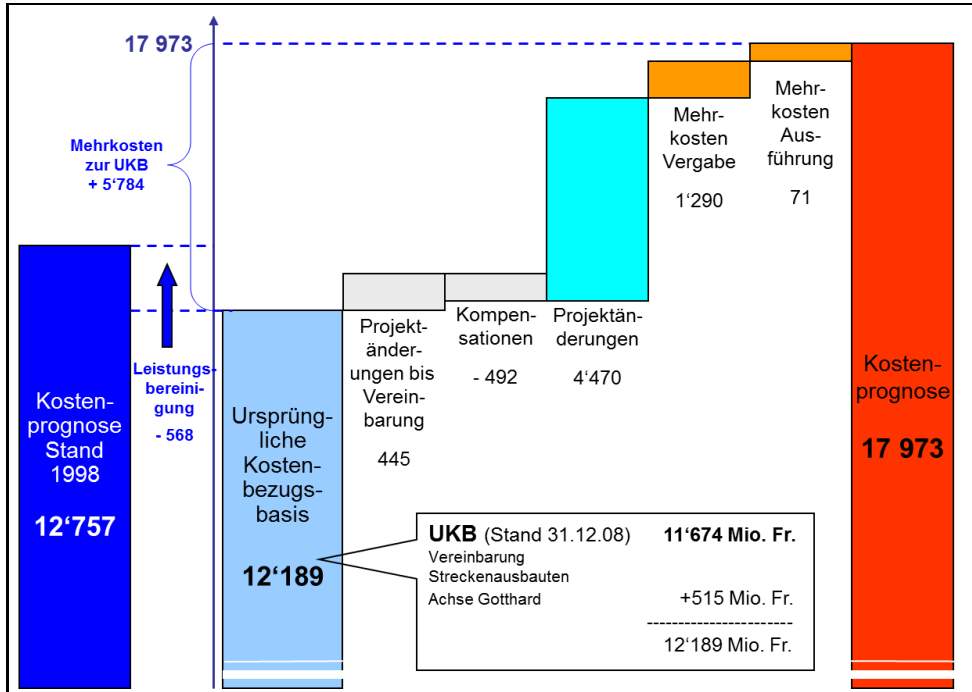 17 973
Mehrkosten
zur UKB
+ 5‘784
Leistungs-
bereini-
gung
- 568
Kosten-
prognose
Stand
1998
12‘757
Ursprüng-
liche
Kosten-
bezugs-
basis
12‘189
Projekt-
änder-
ungen bis
Verein-
barung
445
Kompen-
sationen
- 492
Projektän-
derungen
4‘470
Mehr-
kosten
Vergabe
1‘290
Mehr-
kosten
Aus-
führung
71
Kosten-
prognose
17 973
UKB (Stand 31.12.08) 11‘674 Mio. Fr.
Vereinbarung
Streckenausbauten
Achse Gotthard +515 Mio. Fr.
----------------------
12‘189 Mio. Fr.